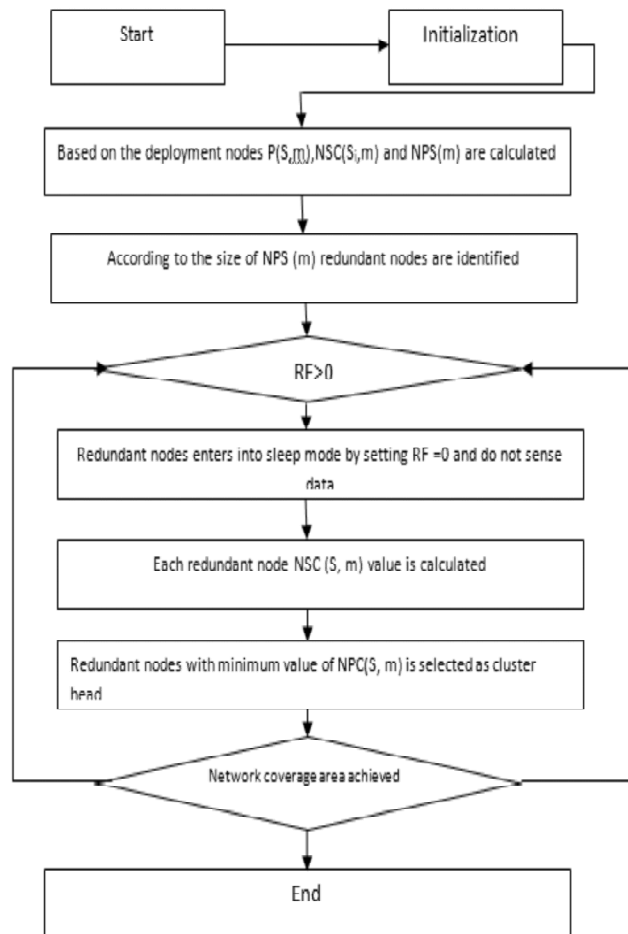 Start
Initialization
Based on the deployment nodes P(S,m),NSC(Si,m) and NPS(m) are calculated
According to the size of NPS (m) redundant nodes are identified
RF>0
Redundant nodes enters into sleep mode by setting RF =0 and do not sense
data
Each redundant node NSC (S, m) value is calculated
Redundant nodes with minimum value of NPC(S, m) is selected as cluster
head
Network coverage area achieved
End